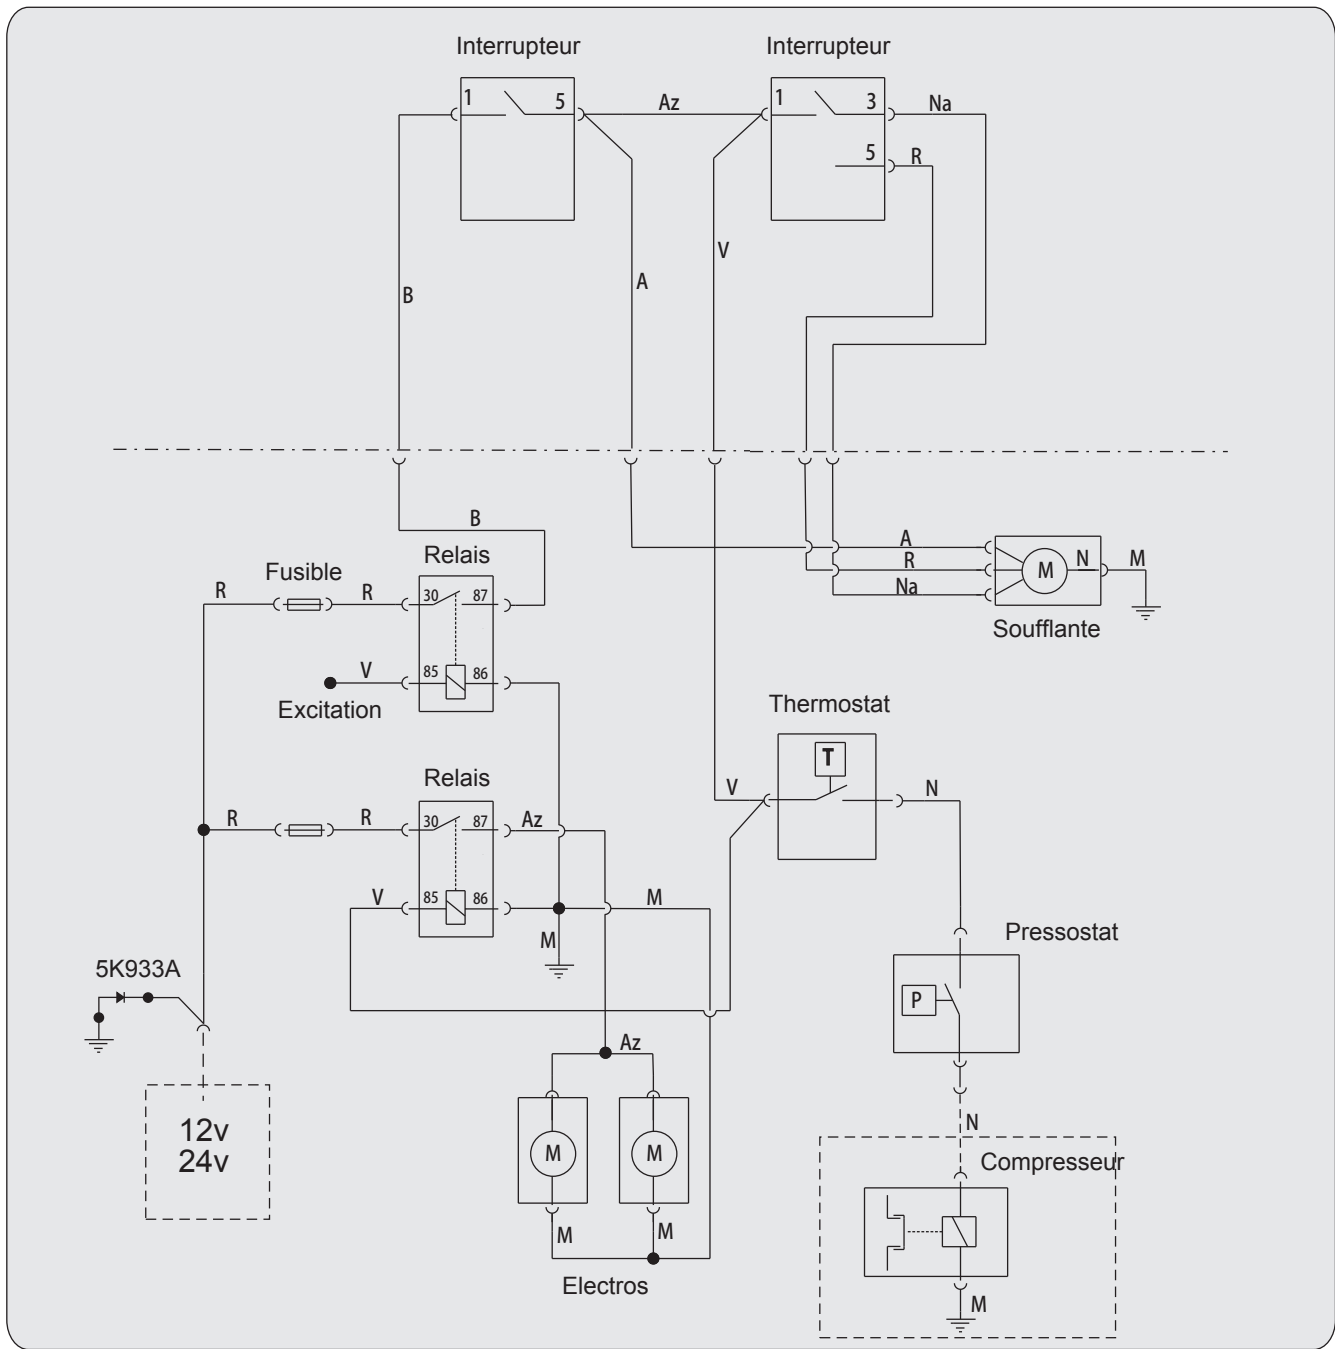 Interrupteur Interrupteur
1 5 Az 1 3 Na
5 R
V
B A
B
Relais
A
R
Na
M N M
Soufflante
Fusible
R R 30 87
V 85 86
Excitation
Thermostat
T
V N
Relais
R R 30 87 Az
V 85 86 M
M
Pressostat
P
5K933A
Az
12v
24v
M M
M M
Electros
N
Compresseur
M